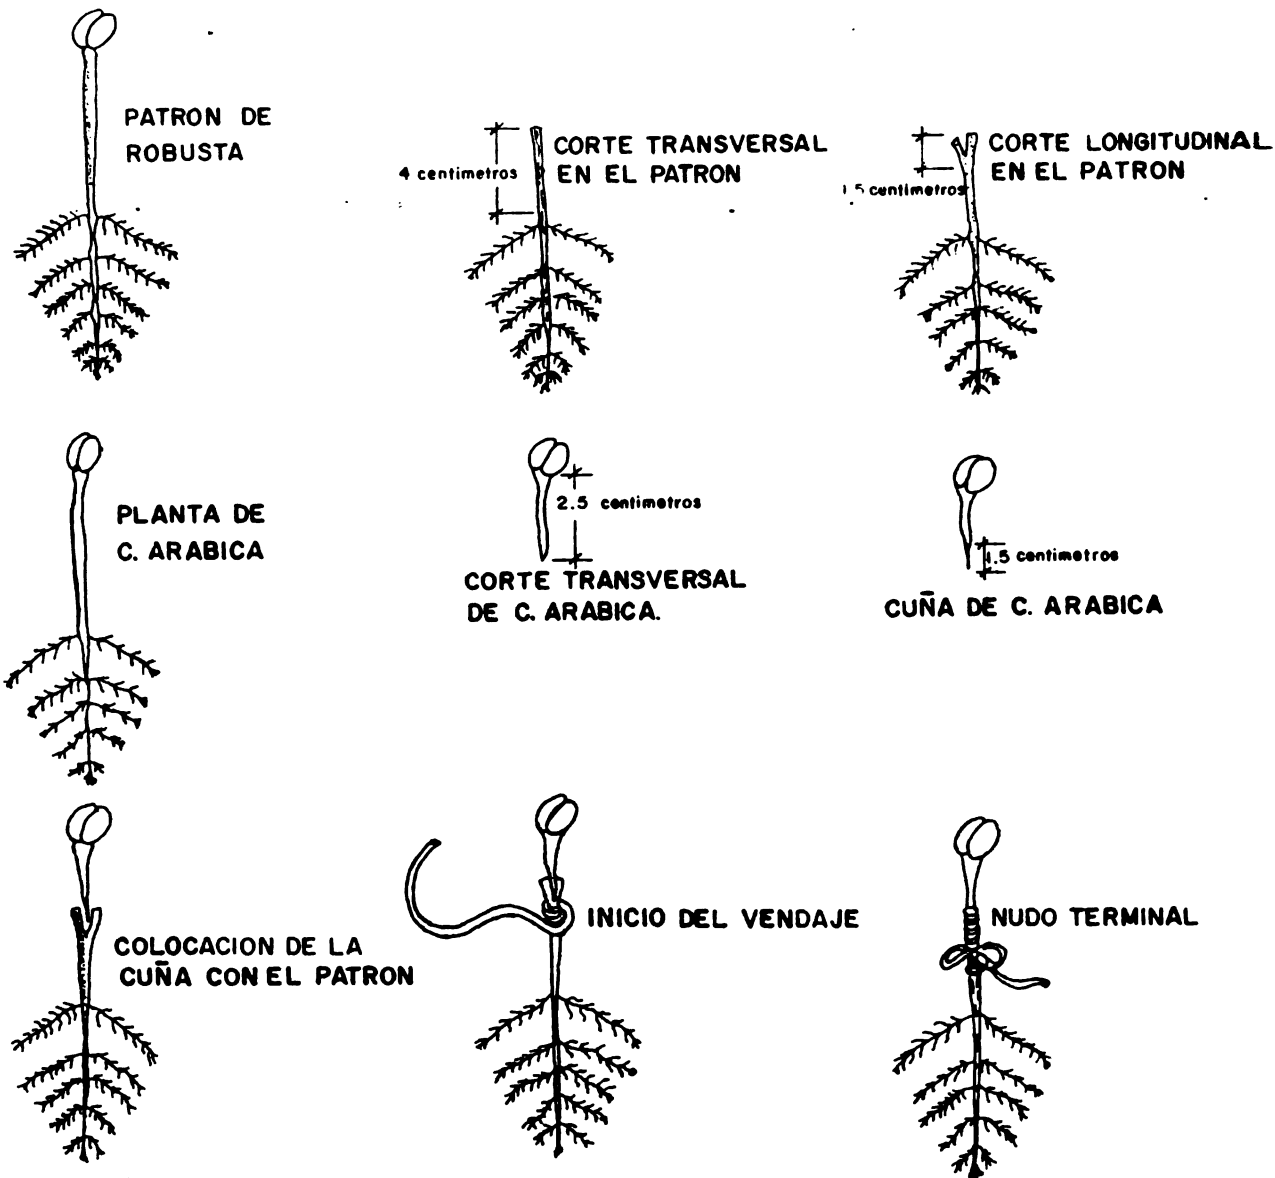 PATRON DE
ROBUSTA
4 centimetros
CORTE TRANSVERSAL
EN EL PATRON
1.5 centimetros
CORTE LONGITUDINAL
EN EL PATRON
PLANTA DE
C. ARABICA
2.5 centimetros
CORTE TRANSVERSAL
DE C. ARABICA.
1.5 centimetros
CUÑA DE C. ARABICA
COLOCACION DE LA
CUÑA CON EL PATRON
INICIO DEL VENDAJE
NUDO TERMINAL